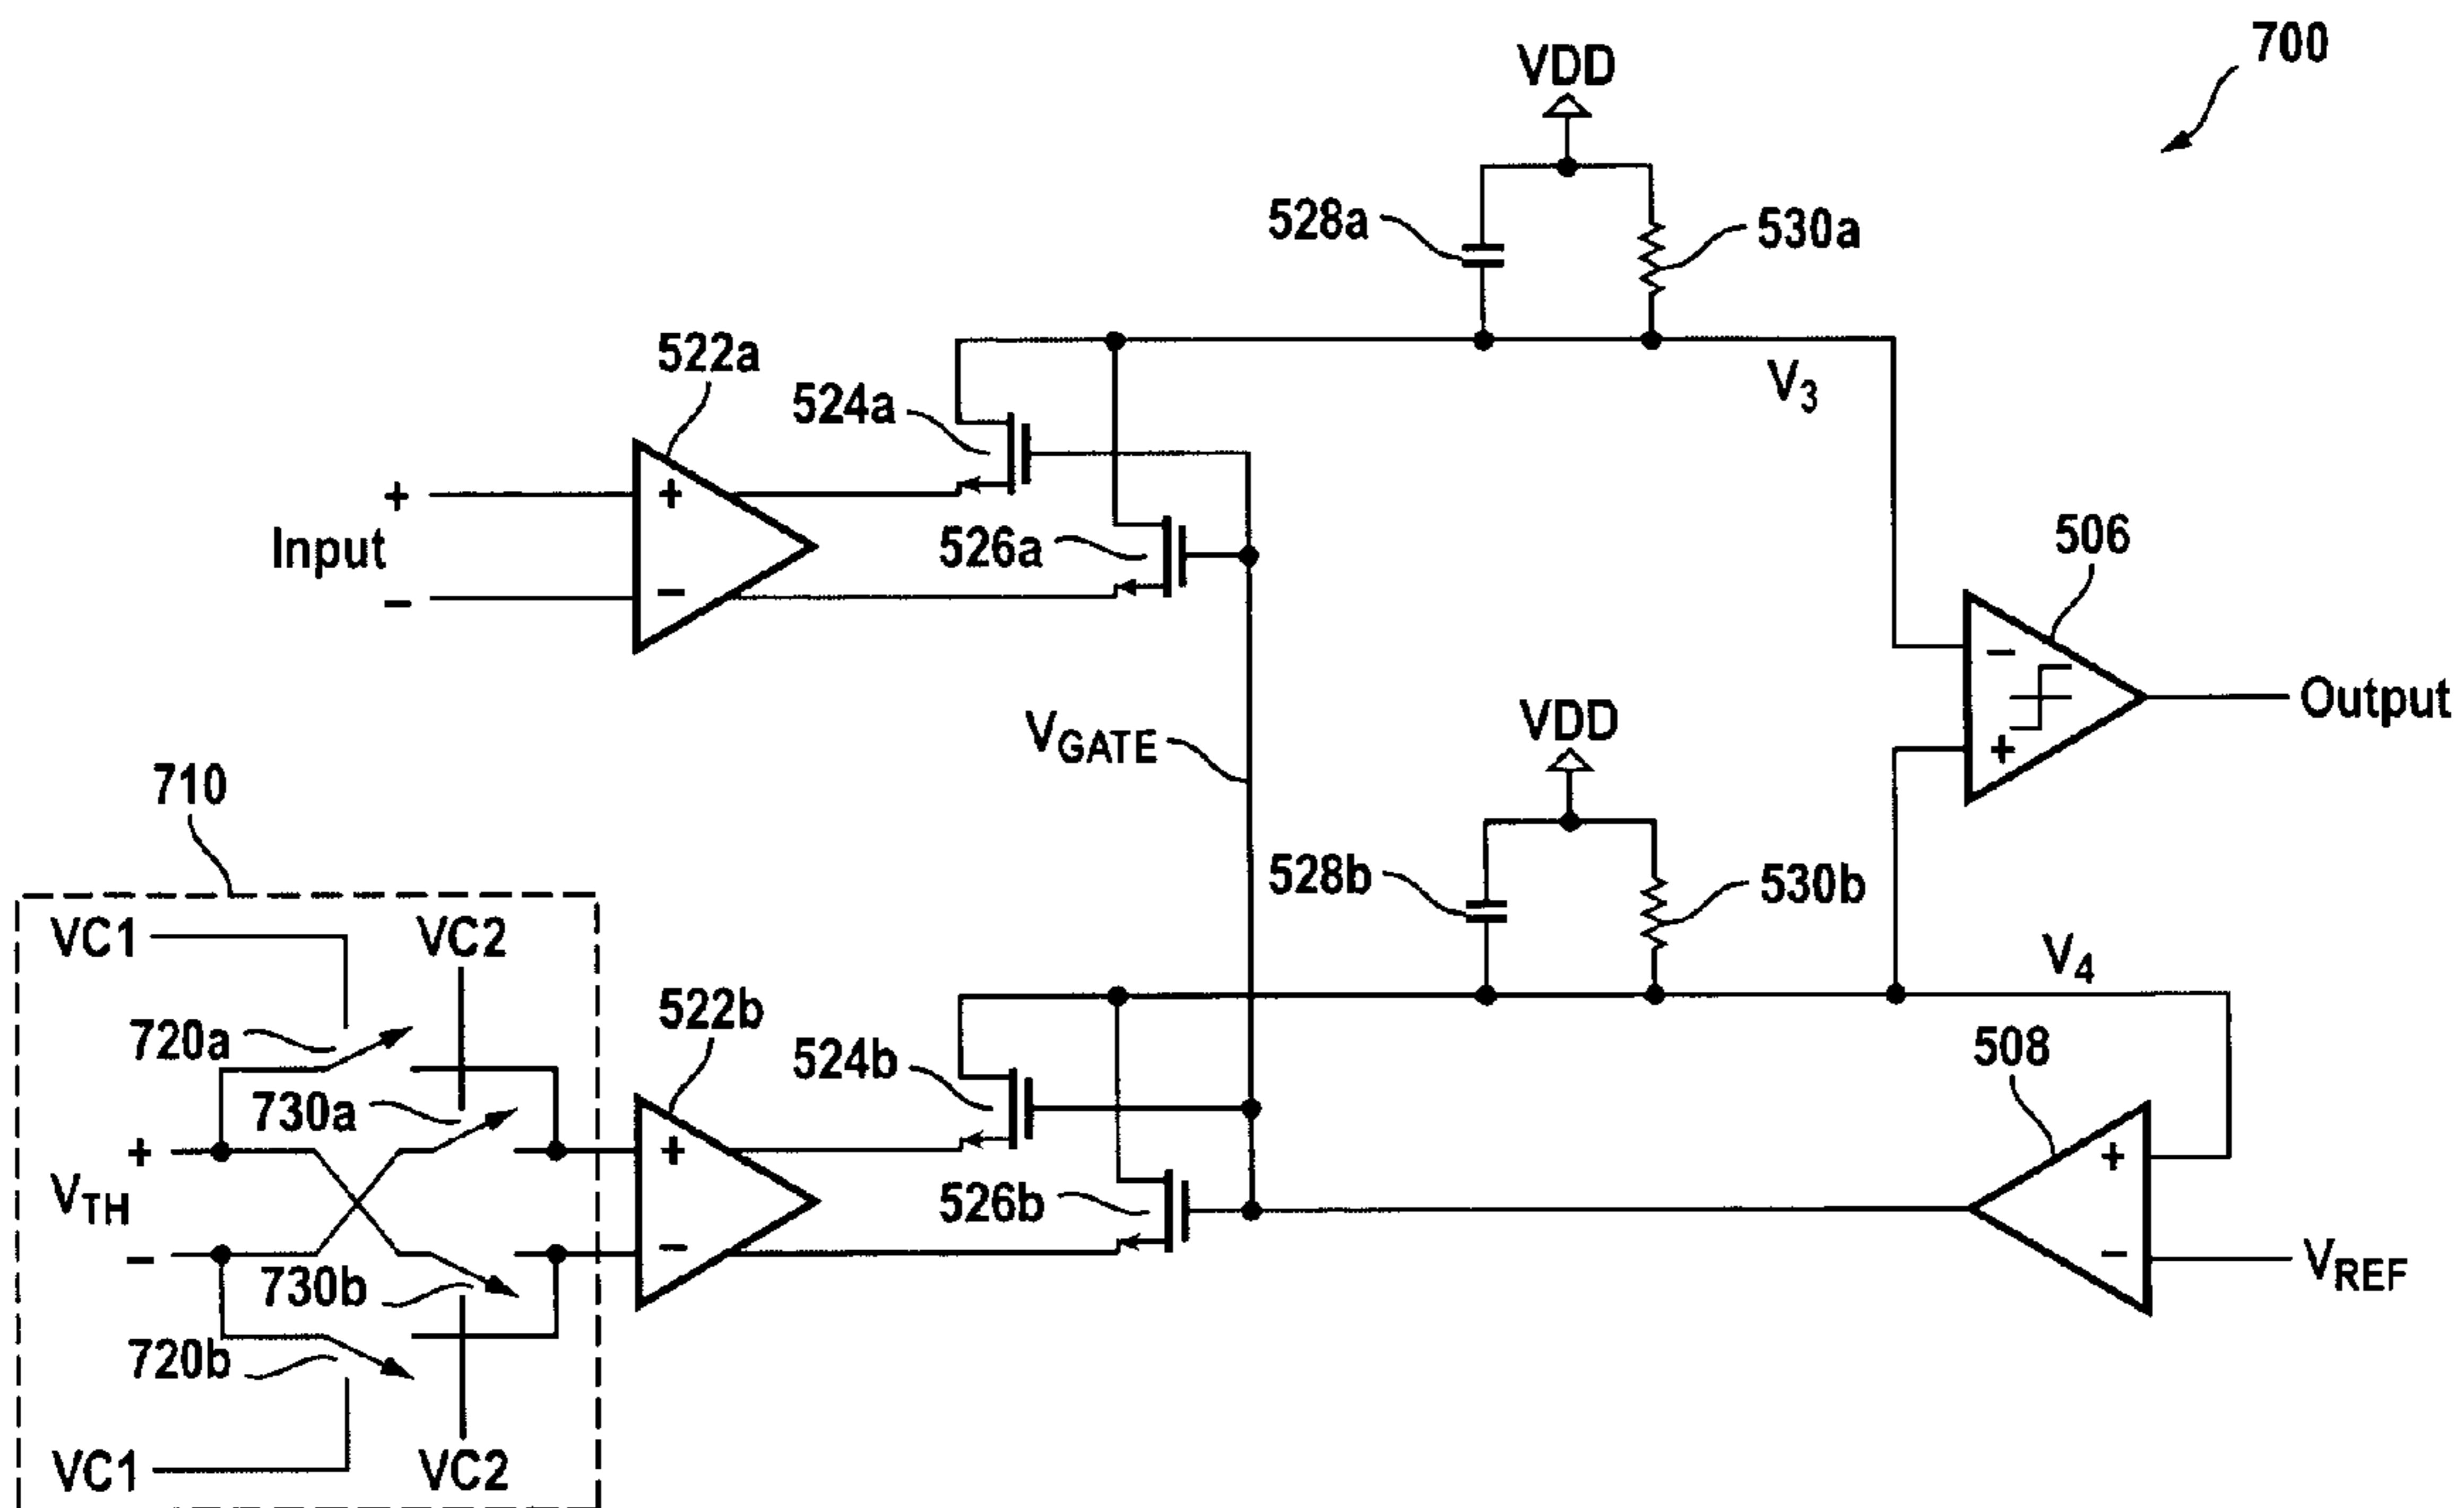 700
VDD
528a
530a
522a
524a
V3
+
+
Input
526a
506
−
−
−
Output
+
VGATE
VDD
710
528b
530b
VC1
VC2
V4
522b
720a
508
524b
730a
+
+
+
VTH
526b
−
−
−
VREF
730b
720b
VC1
VC2